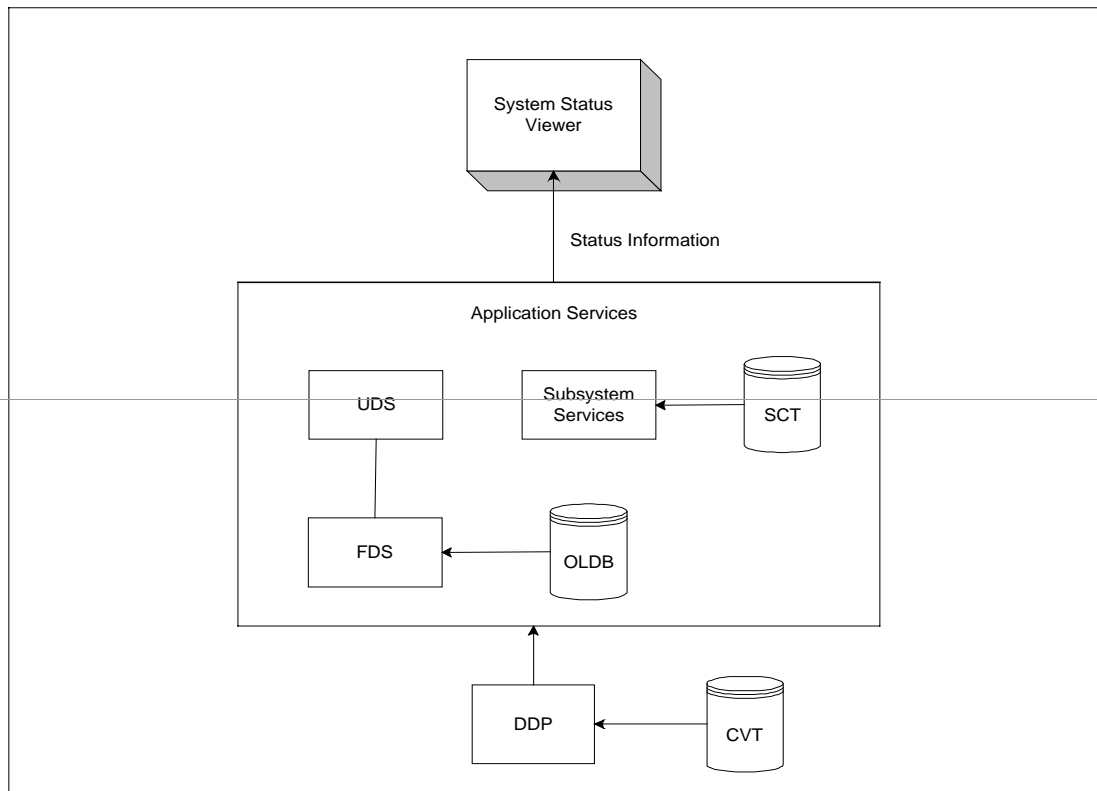 System Status
Viewer
Status Information
Application Services
UDS
Subsystem
Services
SCT
FDS
OLDB
DDP
CVT